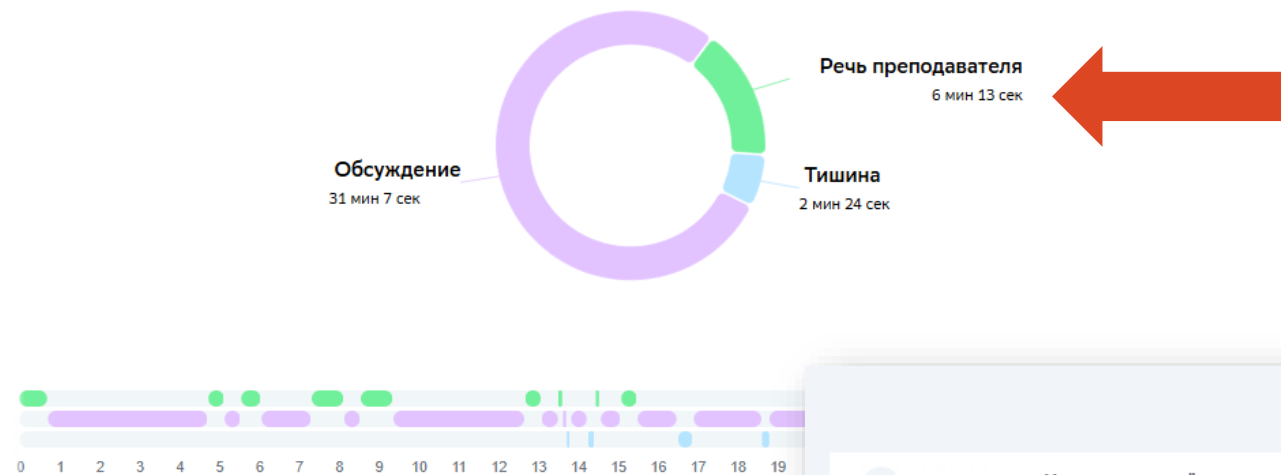 Речь преподавателя
6 мин 13 сек
Обсуждение
31 мин 7 сек
Тишина
2 мин 24 сек
0 1 2 3 4 5 6 7 8 9 10 11 12 13 14 15 16 17 18 19